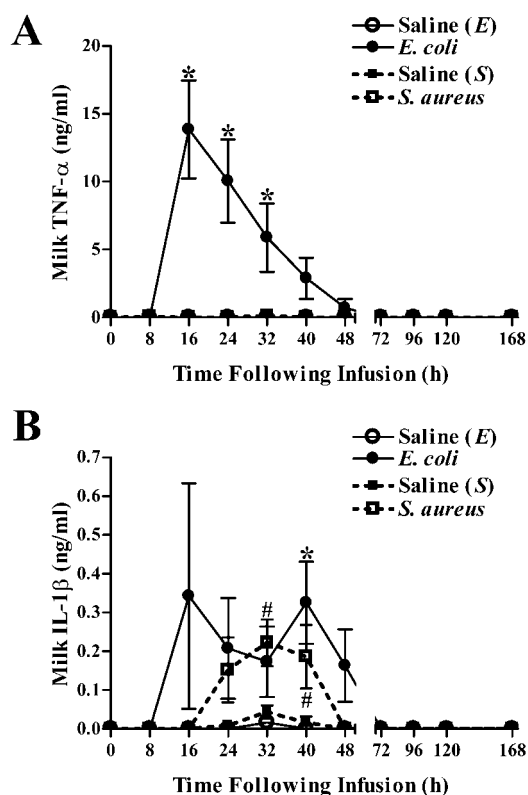 A
Saline (E)
E. coli
Saline (S)
S. aureus
Milk TNF-α (ng/ml)
20
15
10
5
0
*
*
*
0 8 16 24 32 40 48 72 96 120 168
Time Following Infusion (h)
B
Saline (E)
E. coli
Saline (S)
S. aureus
Milk IL-1β (ng/ml)
0.7
0.6
0.5
0.4
0.3
0.2
0.1
0.0
*
#
#
0 8 16 24 32 40 48 72 96 120 168
Time Following Infusion (h)